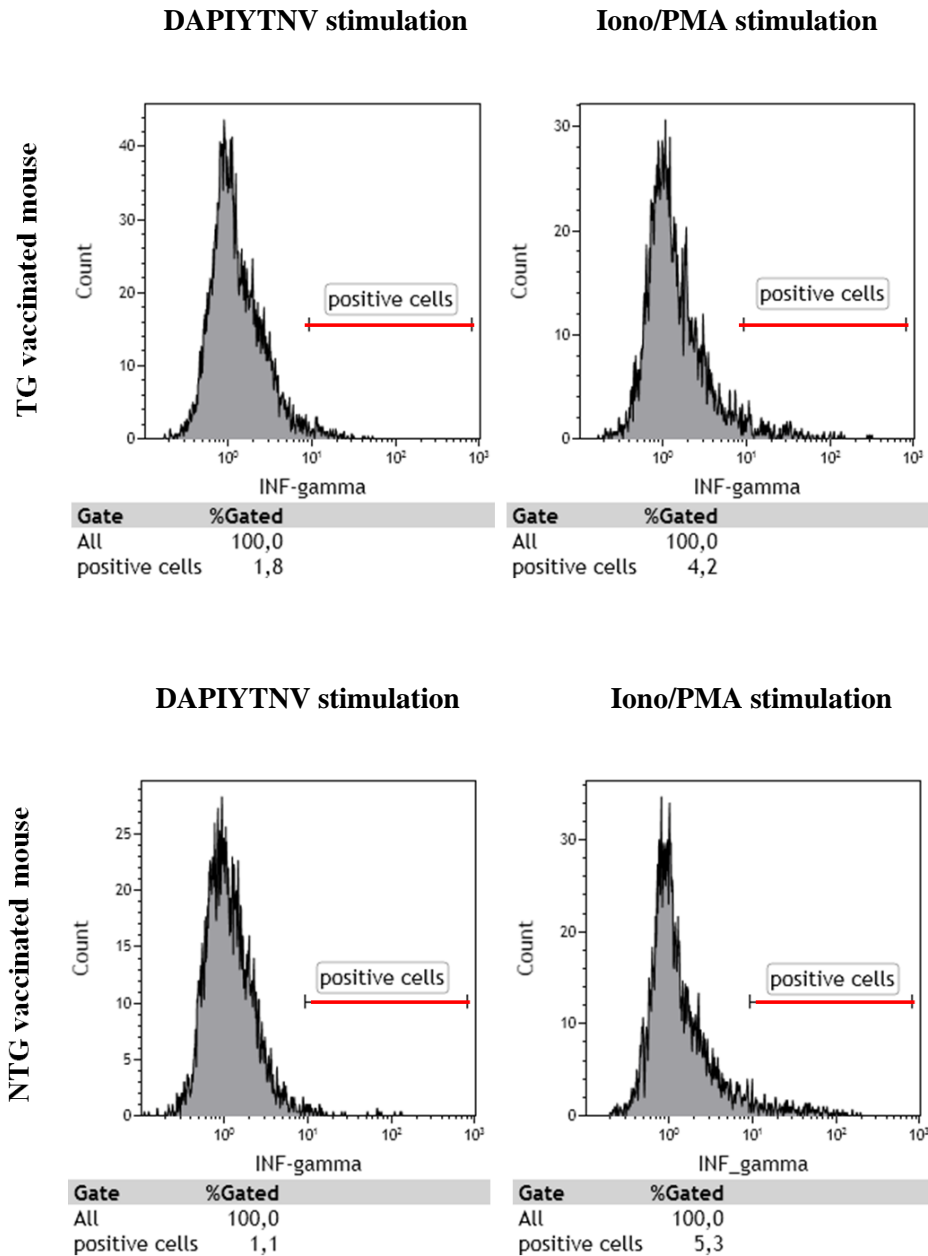 DAPIYTNV stimulation Iono/PMA stimulation
TG vaccinated mouse
40
30
20
10
0
Count
positive cells
10⁰ 10¹ 10² 10³
INF-gamma
Gate %Gated
All 100,0
positive cells 1,8
30
20
10
0
Count
positive cells
10⁰ 10¹ 10² 10³
INF-gamma
Gate %Gated
All 100,0
positive cells 4,2
DAPIYTNV stimulation Iono/PMA stimulation
NTG vaccinated mouse
25
20
15
10
5
0
Count
positive cells
10⁰ 10¹ 10² 10³
INF-gamma
Gate %Gated
All 100,0
positive cells 1,1
30
20
10
0
Count
positive cells
10⁰ 10¹ 10² 10³
INF_gamma
Gate %Gated
All 100,0
positive cells 5,3